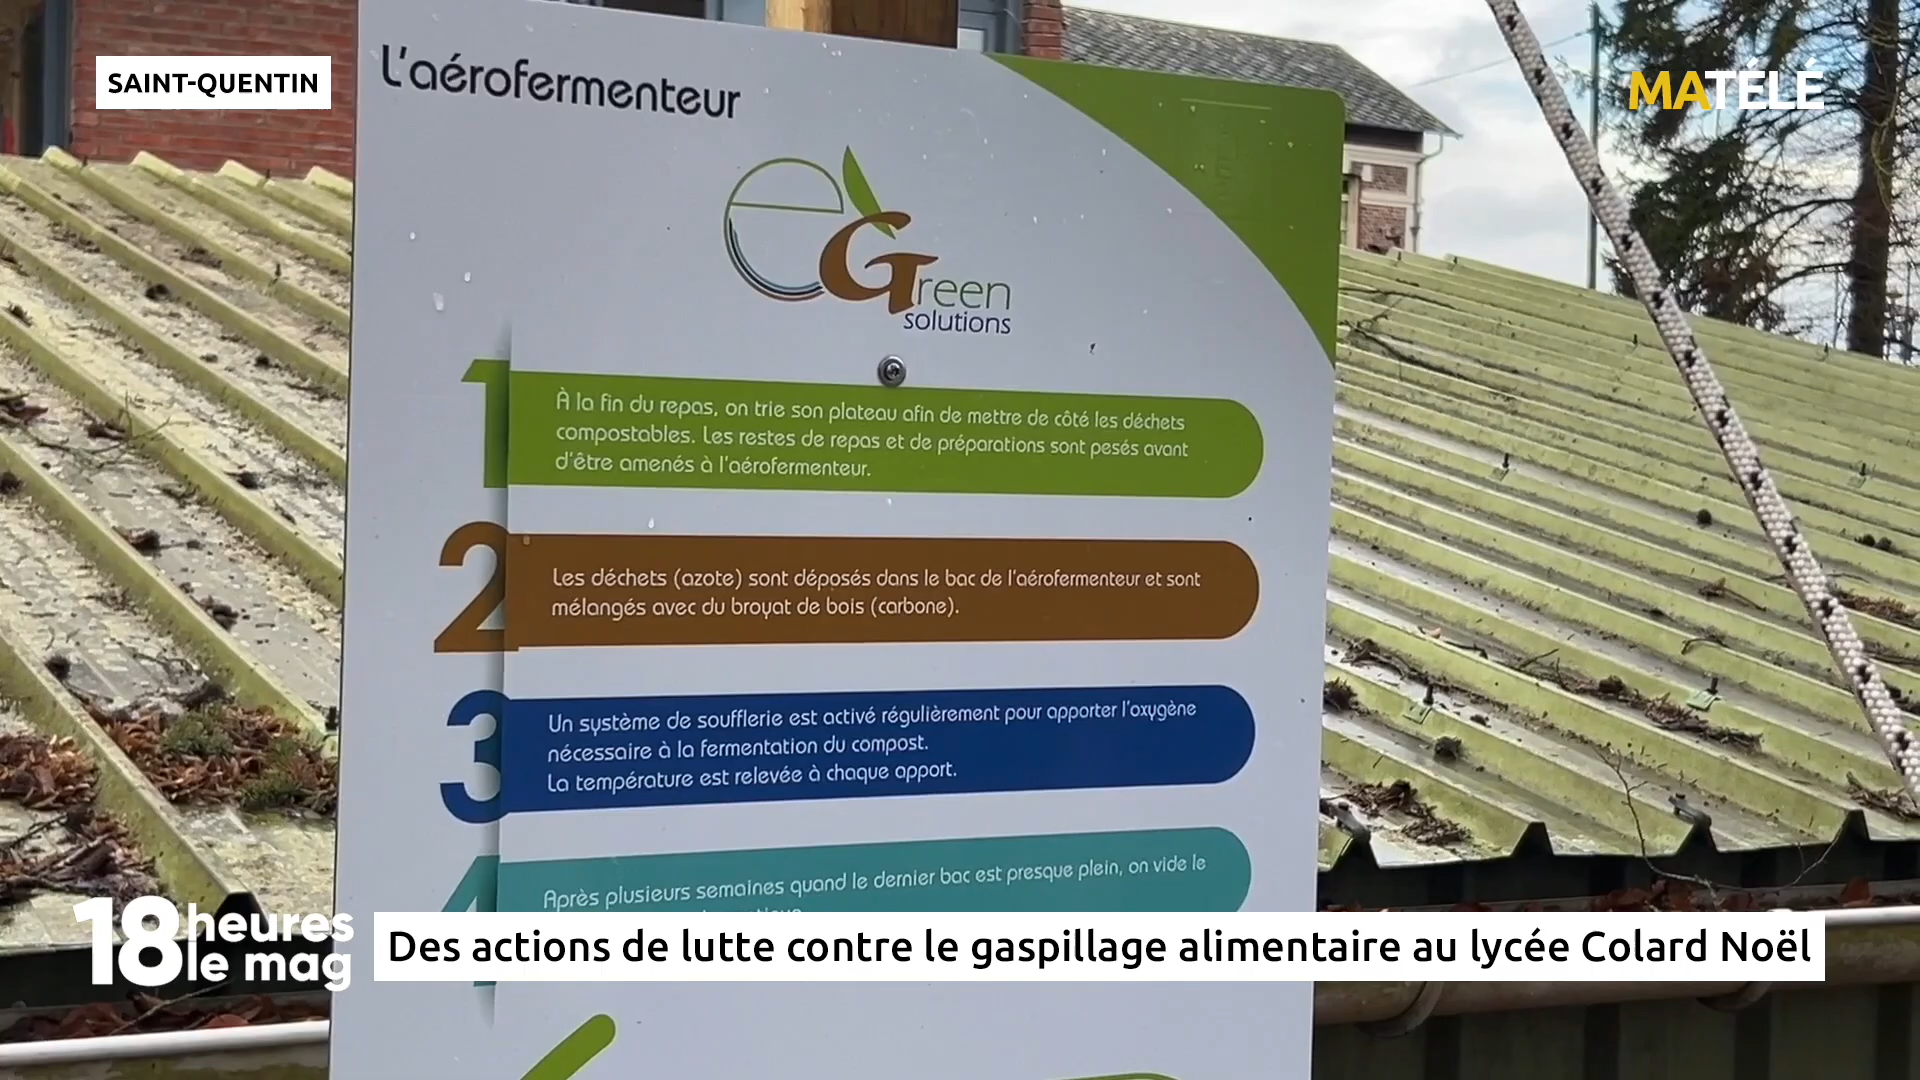 SAINT-QUENTIN
MATÉLÉ
L'aérofermenteur
eGreen
solutions
1
À la fin du repas, on trie son plateau afin de mettre de côté les déchets
compostables. Les restes de repas et de préparations sont pesés avant
d'être amenés à l'aérofermenteur.
2
Les déchets (azote) sont déposés dans le bac de l'aérofermenteur et sont
mélangés avec du broyat de bois (carbone).
3
Un système de soufflerie est activé régulièrement pour apporter l'oxygène
nécessaire à la fermentation du compost.
La température est relevée à chaque apport.
4
Après plusieurs semaines quand le dernier bac est presque plein, on vide le
18 heures
le mag
Des actions de lutte contre le gaspillage alimentaire au lycée Colard Noël